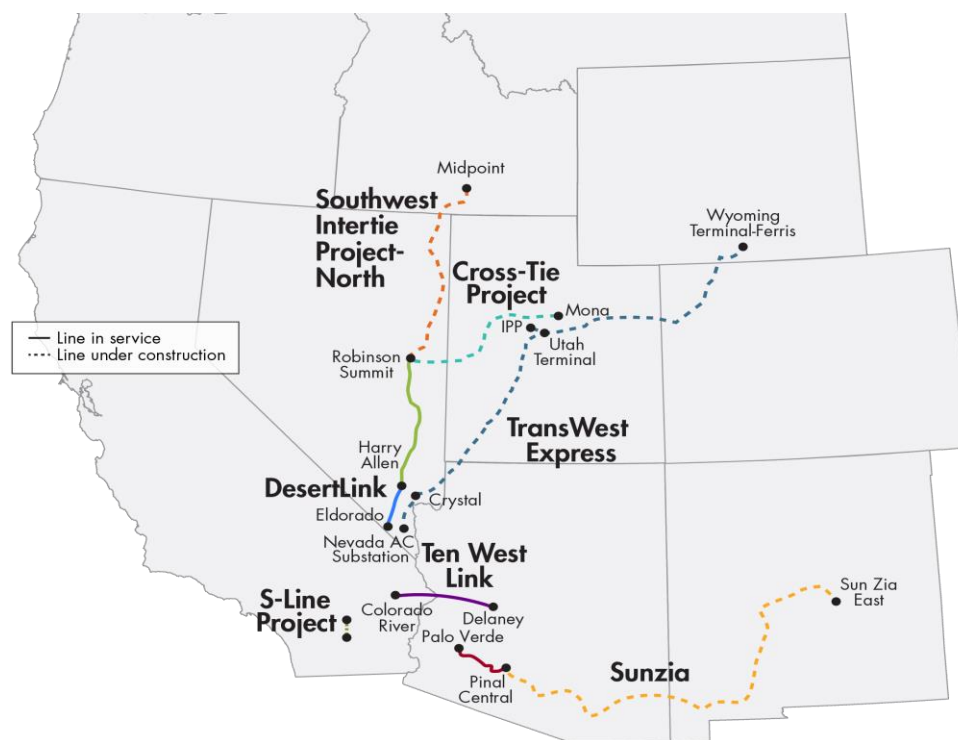 Midpoint
Southwest
Intertie
Project-
North
Wyoming
Terminal-Ferris
Cross-Tie
Project
Mona
IPP
Utah
Terminal
Line in service
Line under construction
Robinson
Summit
TransWest
Express
Harry
Allen
DesertLink
Crystal
Eldorado
Nevada AC
Substation
Ten West
Link
Sun Zia
East
S-Line
Project
Colorado
River
Delaney
Palo Verde
Pinal
Central
Sunzia